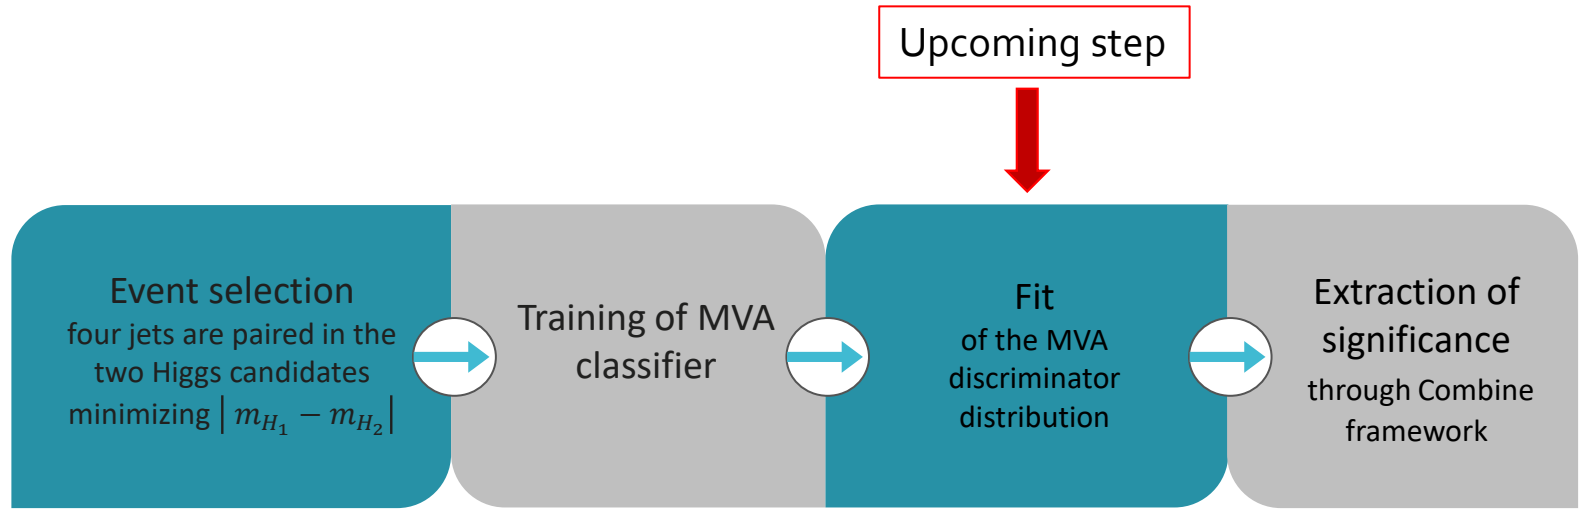 Upcoming step
Event selection
four jets are paired in the
two Higgs candidates
minimizing | m_{H_1} − m_{H_2} |
Training of MVA
classifier
Fit
of the MVA
discriminator
distribution
Extraction of
significance
through Combine
framework